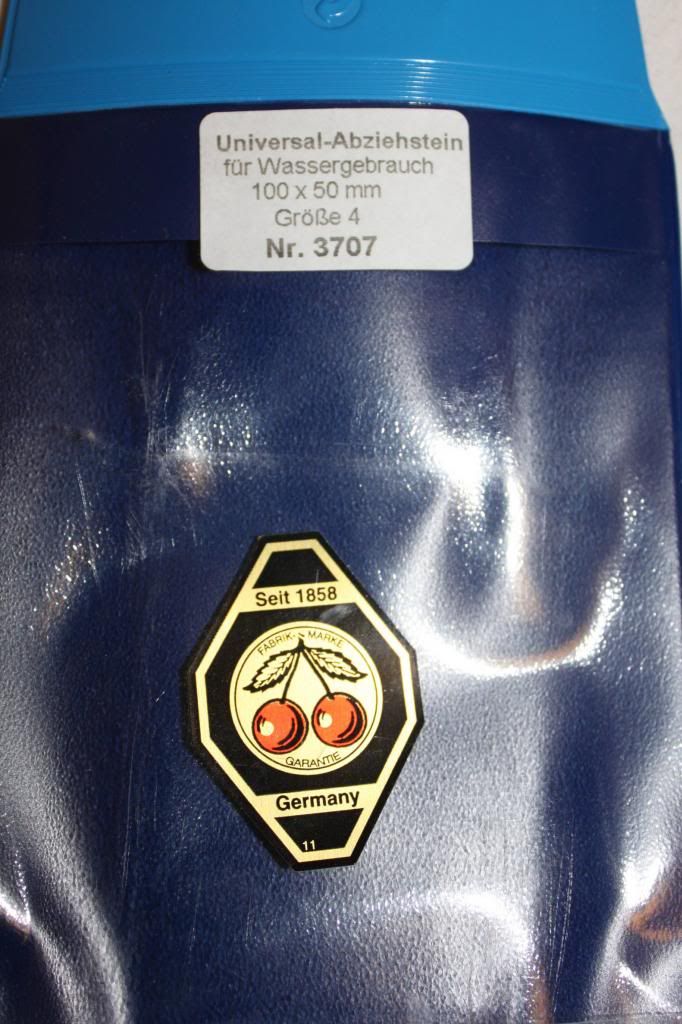 Universal-Abziehstein
für Wassergebrauch
100 x 50 mm
Größe 4
Nr. 3707
Seit 1858
FABRIK- MARKE
GARANTIE
Germany
11